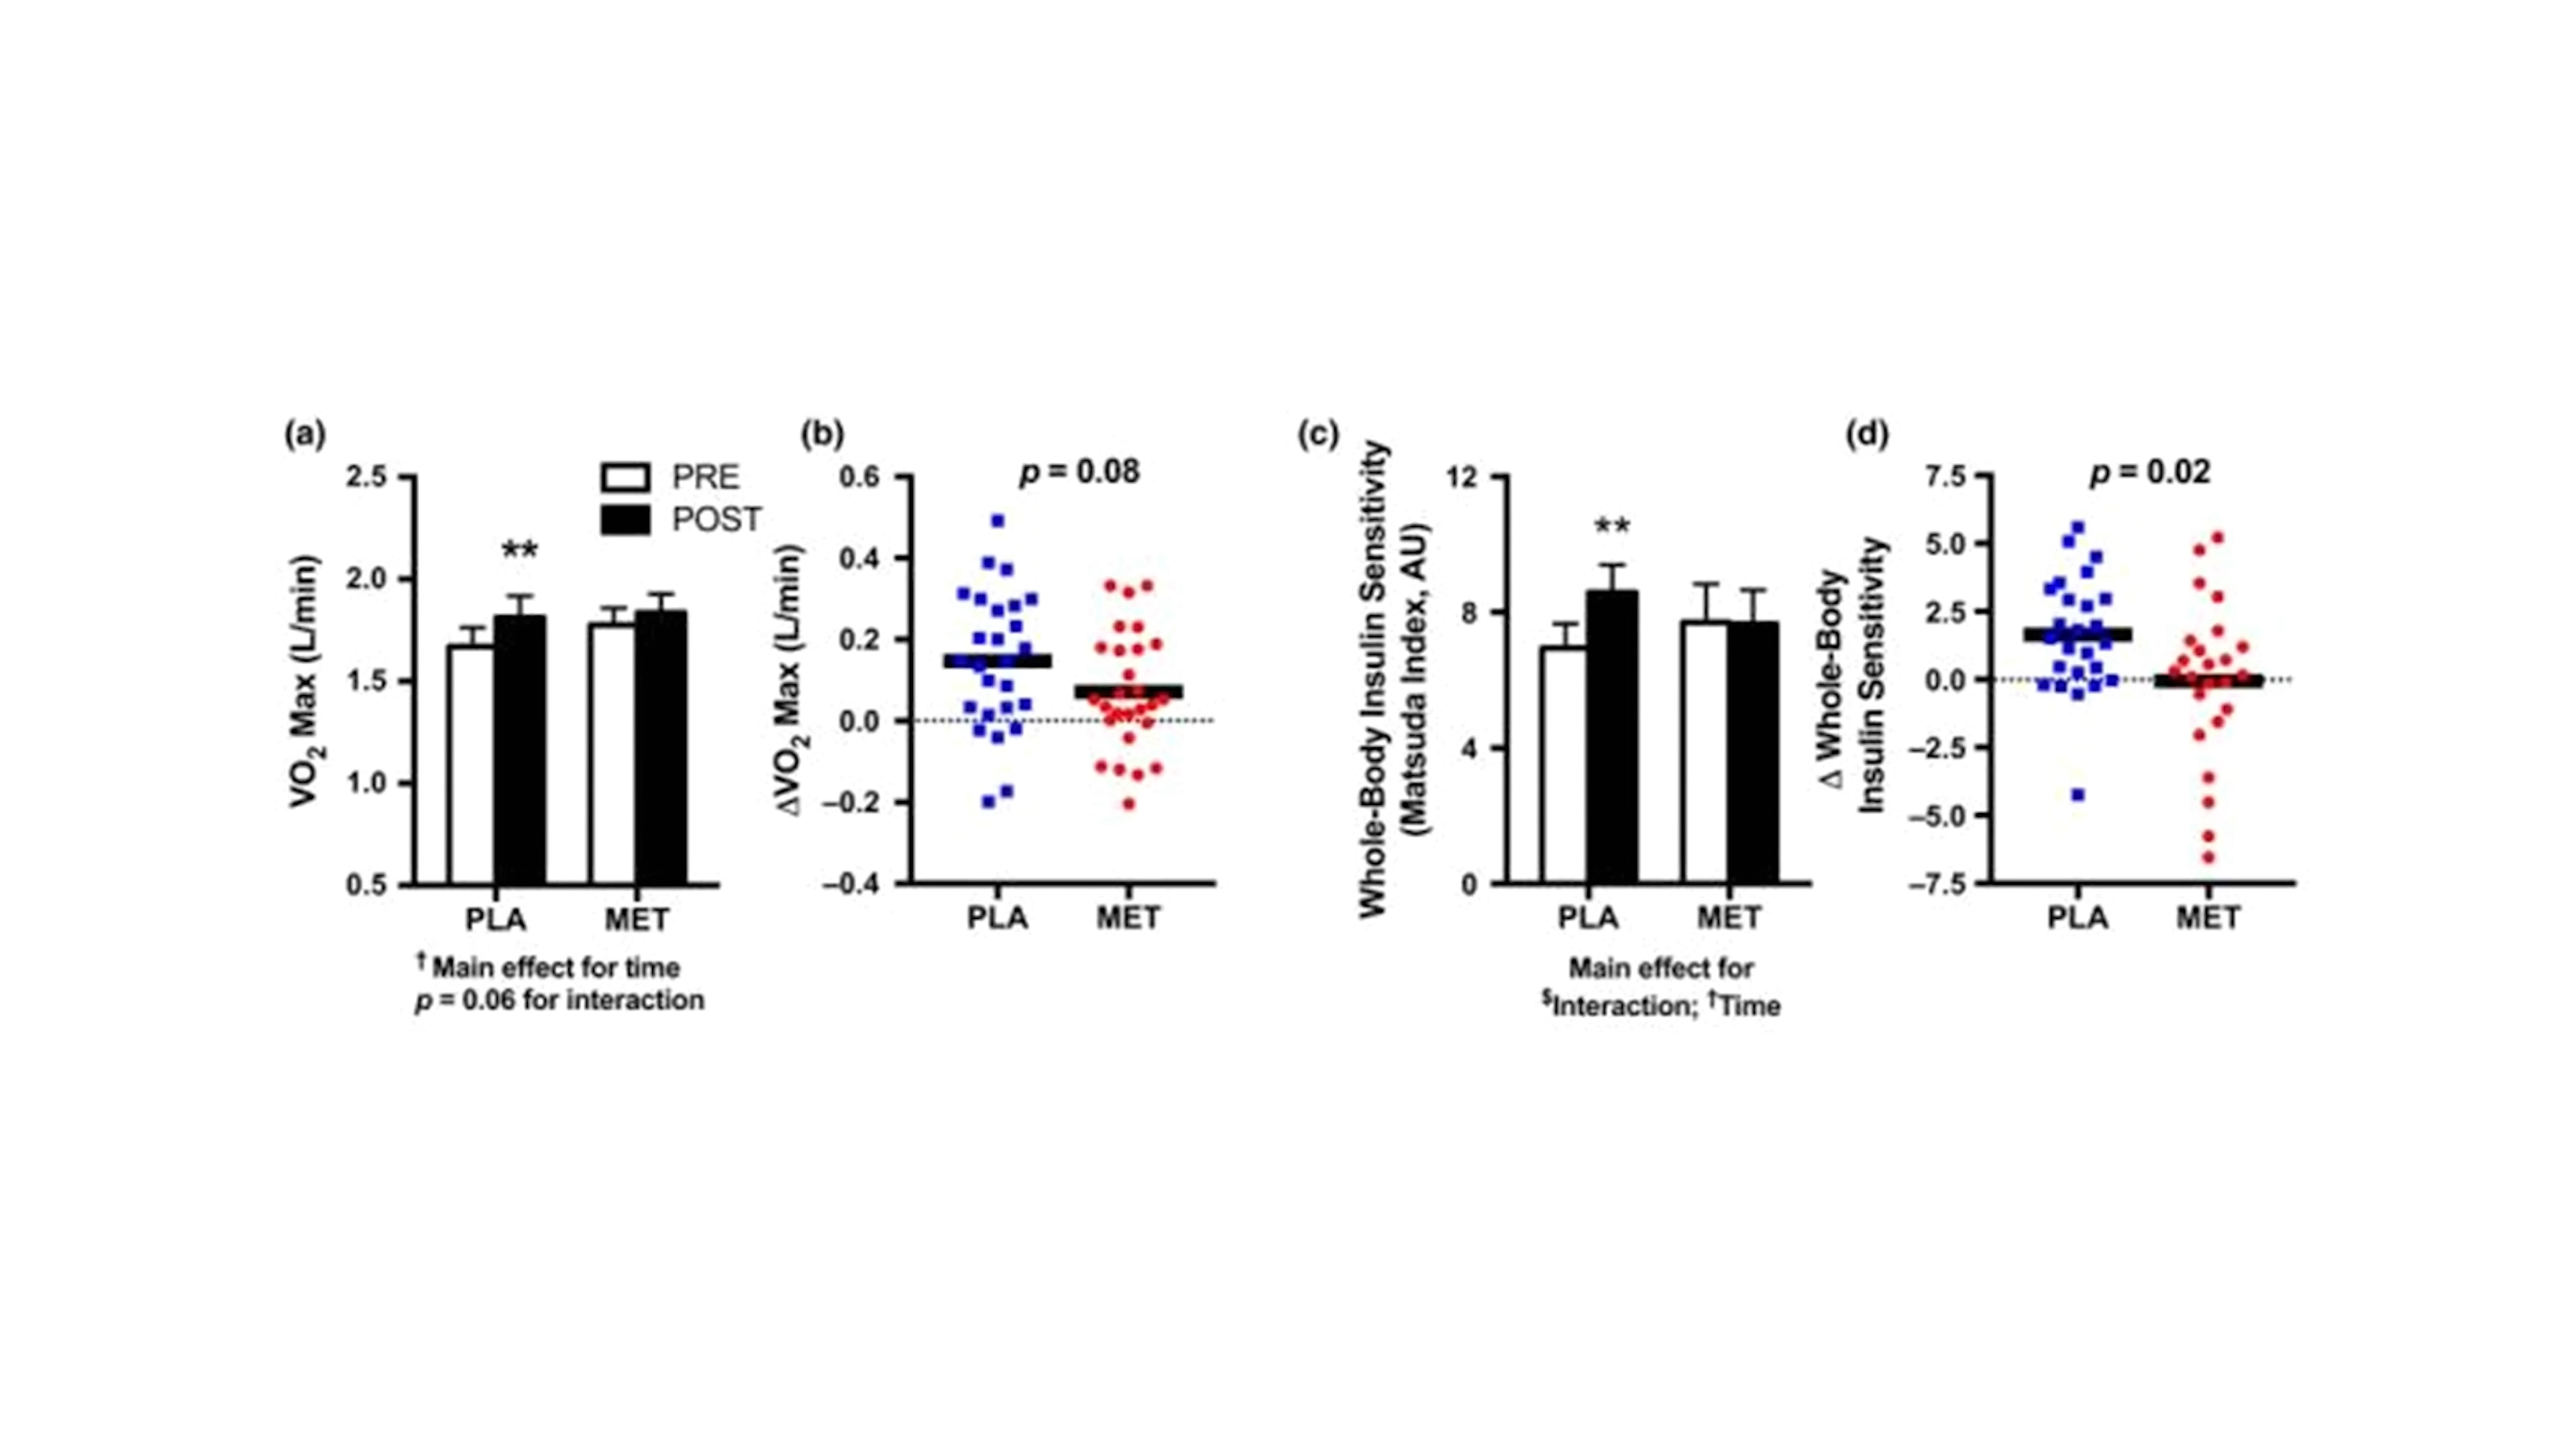 (a)
VO2 Max (L/min)
2.5
2.0
1.5
1.0
0.5
PRE
POST
**
PLA
MET
† Main effect for time
p = 0.06 for interaction
(b)
ΔVO2 Max (L/min)
0.6
0.4
0.2
0.0
–0.2
–0.4
p = 0.08
PLA
MET
(c)
Whole-Body Insulin Sensitivity
(Matsuda Index, AU)
12
8
4
0
**
PLA
MET
Main effect for
$Interaction; †Time
(d)
Δ Whole-Body
Insulin Sensitivity
7.5
5.0
2.5
0.0
–2.5
–5.0
–7.5
p = 0.02
PLA
MET